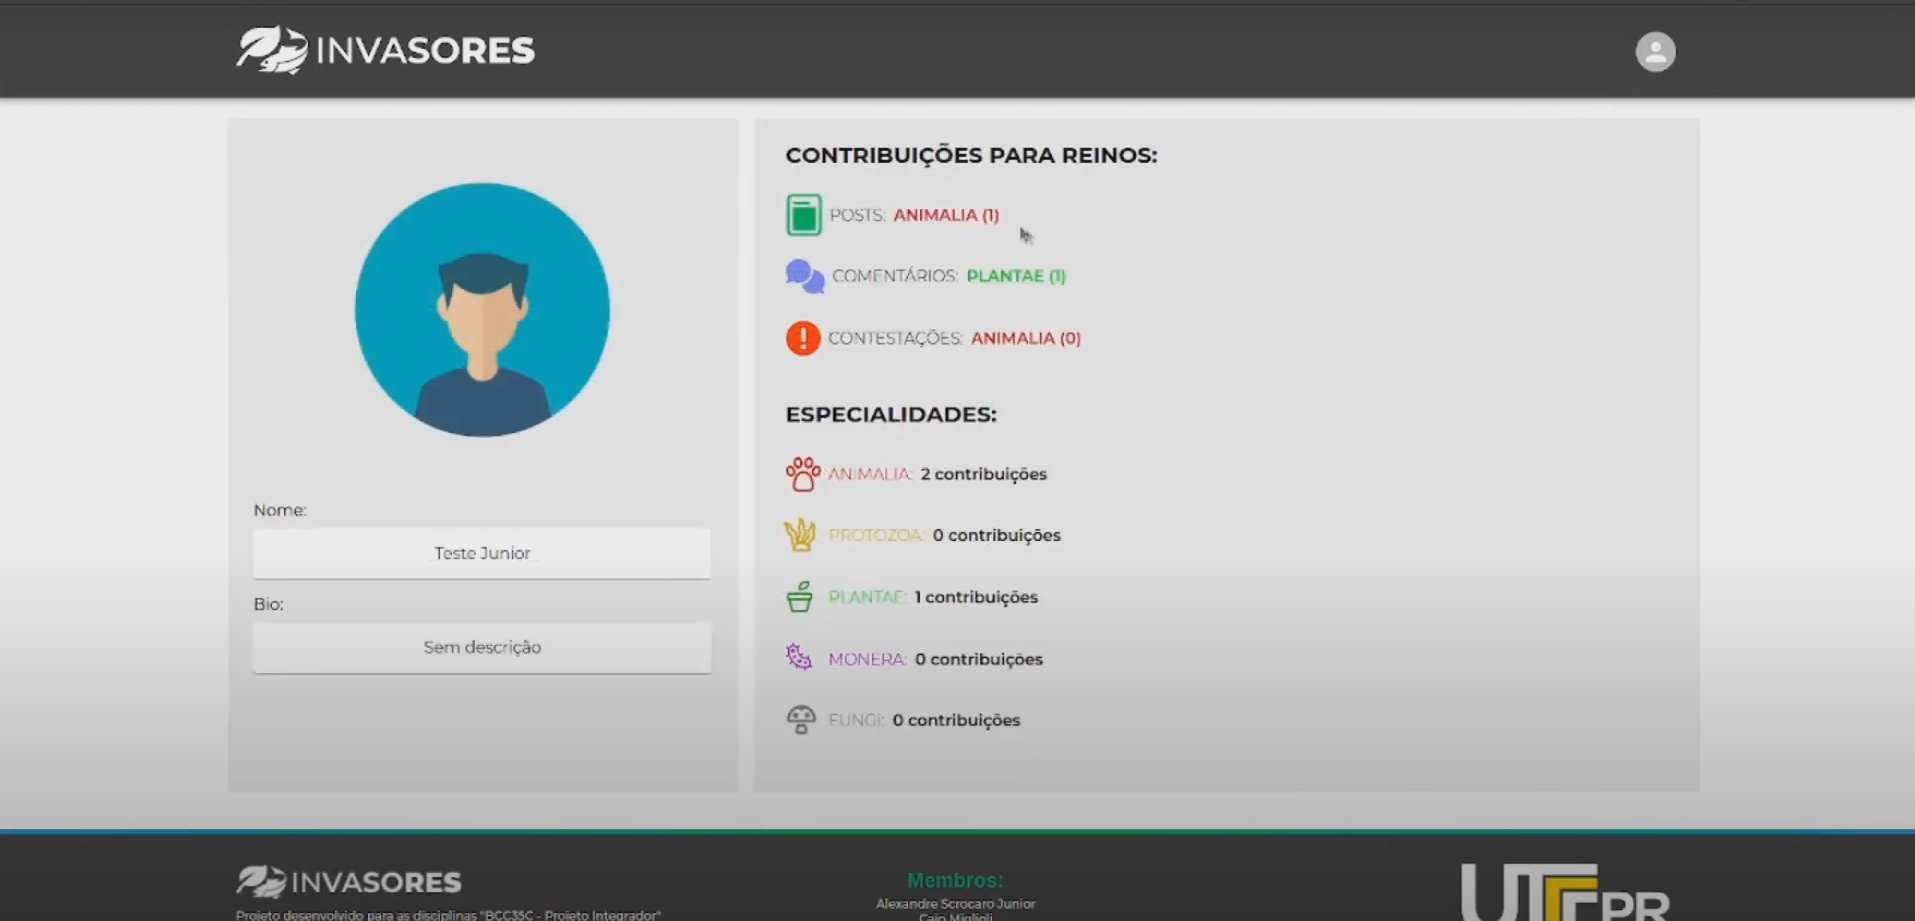 INVASORES
CONTRIBUIÇÕES PARA REINOS:
POSTS: ANIMALIA (1)
COMENTÁRIOS: PLANTAE (1)
CONTESTAÇÕES: ANIMALIA (0)
ESPECIALIDADES:
ANIMALIA: 2 contribuições
PROTOZOA: 0 contribuições
PLANTAE: 1 contribuições
MONERA: 0 contribuições
FUNGI: 0 contribuições
Nome:
Teste Junior
Bio:
Sem descrição
INVASORES
Projeto desenvolvido para as disciplinas "BCC35C - Projeto Integrador"
Membros:
Alexandre Scrocaro Junior
Caio Miglioli
UTFPR